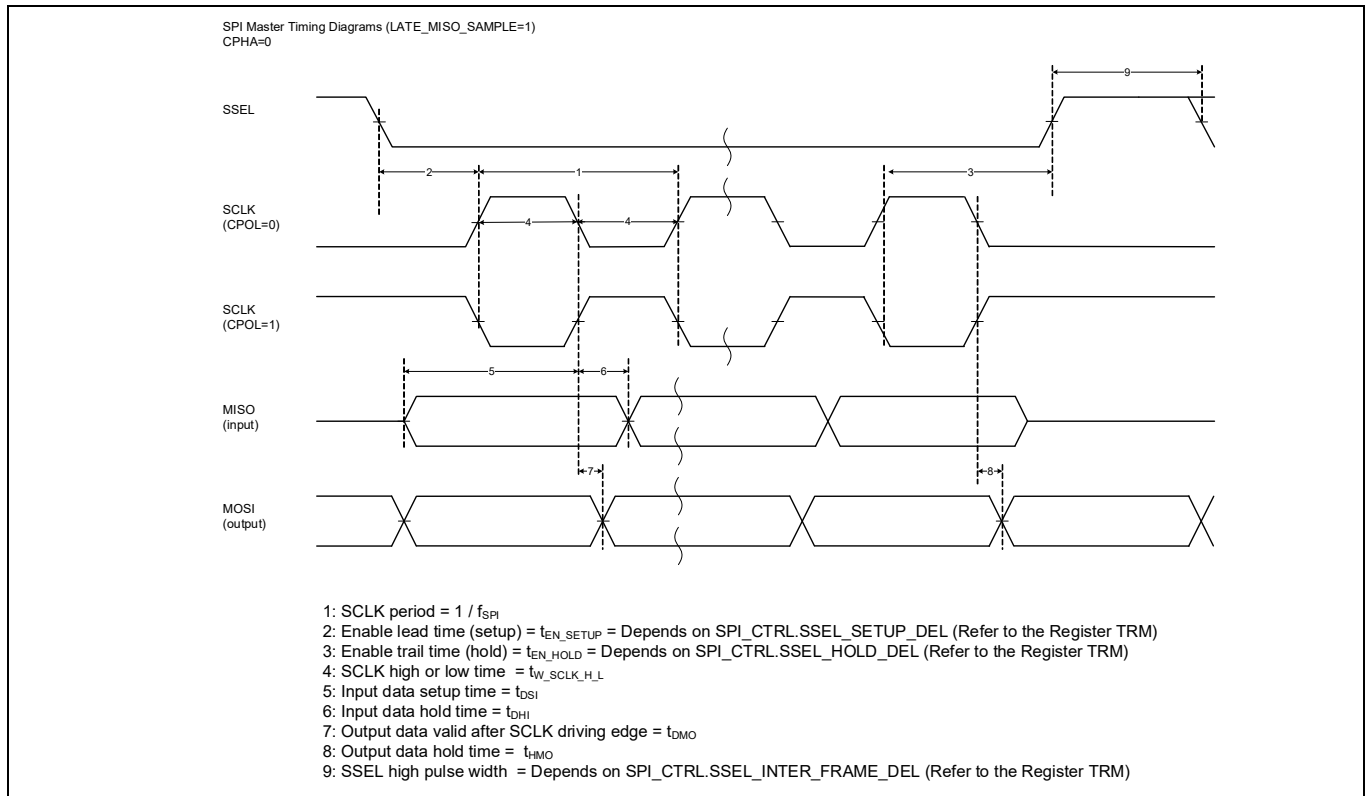 SPI Master Timing Diagrams (LATE_MISO_SAMPLE=1)
CPHA=0
9
SSEL
2
1
3
SCLK
(CPOL=0)
4
4
SCLK
(CPOL=1)
5
6
MISO
(input)
7
8
MOSI
(output)
1: SCLK period = 1 / fSPI
2: Enable lead time (setup) = tEN_SETUP = Depends on SPI_CTRL.SSEL_SETUP_DEL (Refer to the Register TRM)
3: Enable trail time (hold) = tEN_HOLD = Depends on SPI_CTRL.SSEL_HOLD_DEL (Refer to the Register TRM)
4: SCLK high or low time = tW_SCLK_H_L
5: Input data setup time = tDSI
6: Input data hold time = tDHI
7: Output data valid after SCLK driving edge = tDMO
8: Output data hold time = tHMO
9: SSEL high pulse width = Depends on SPI_CTRL.SSEL_INTER_FRAME_DEL (Refer to the Register TRM)